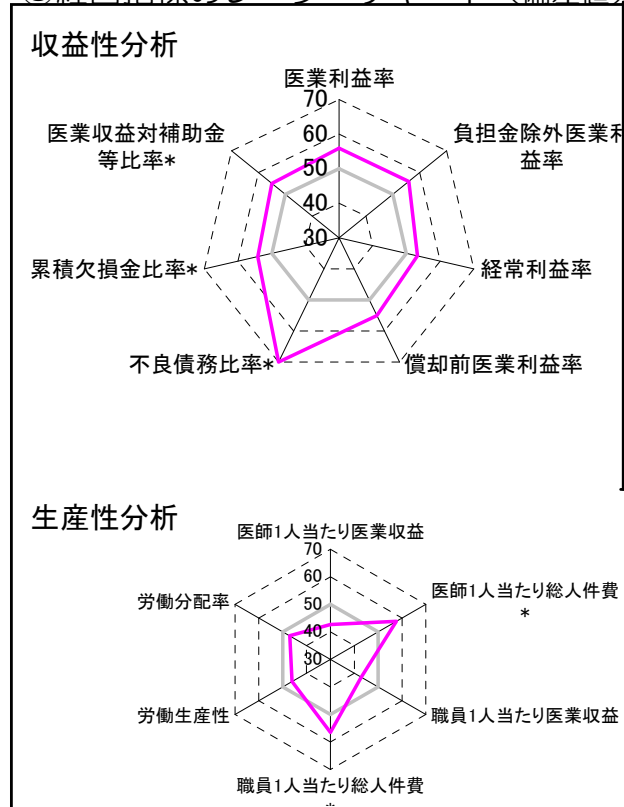 収益性分析
医業利益率
70
医業収益対補助金
等比率*
60
負担金除外医業利
益率
50
40
30
累積欠損金比率*
経常利益率
不良債務比率*
償却前医業利益率
生産性分析
医師1人当たり医業収益
70
労働分配率
60
医師1人当たり総人件費
*
50
40
30
労働生産性
職員1人当たり医業収益
職員1人当たり総人件費
*